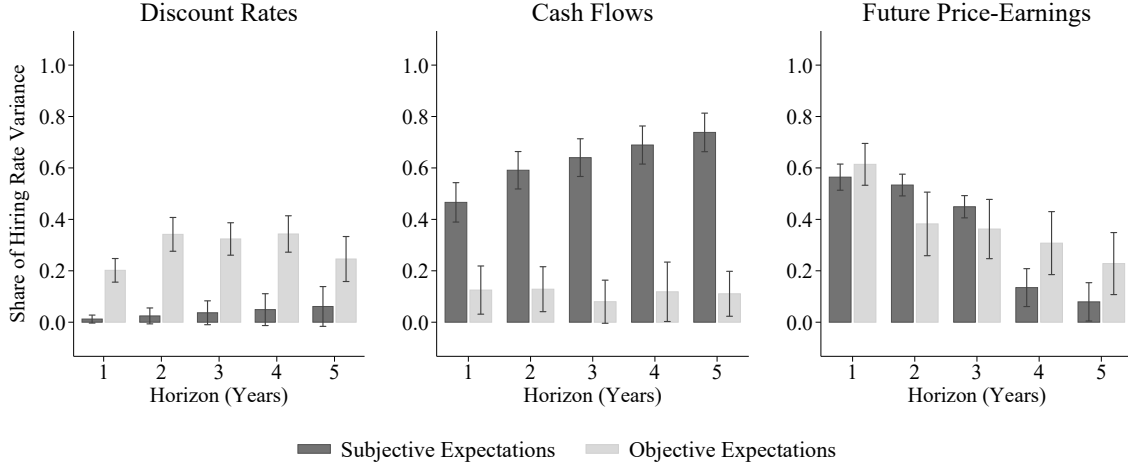 Discount Rates
Cash Flows
Future Price-Earnings
Share of Hiring Rate Variance
1.0
0.8
0.6
0.4
0.2
0.0
1 2 3 4 5
Horizon (Years)
1.0
0.8
0.6
0.4
0.2
0.0
1 2 3 4 5
Horizon (Years)
1.0
0.8
0.6
0.4
0.2
0.0
1 2 3 4 5
Horizon (Years)
Subjective Expectations
Objective Expectations